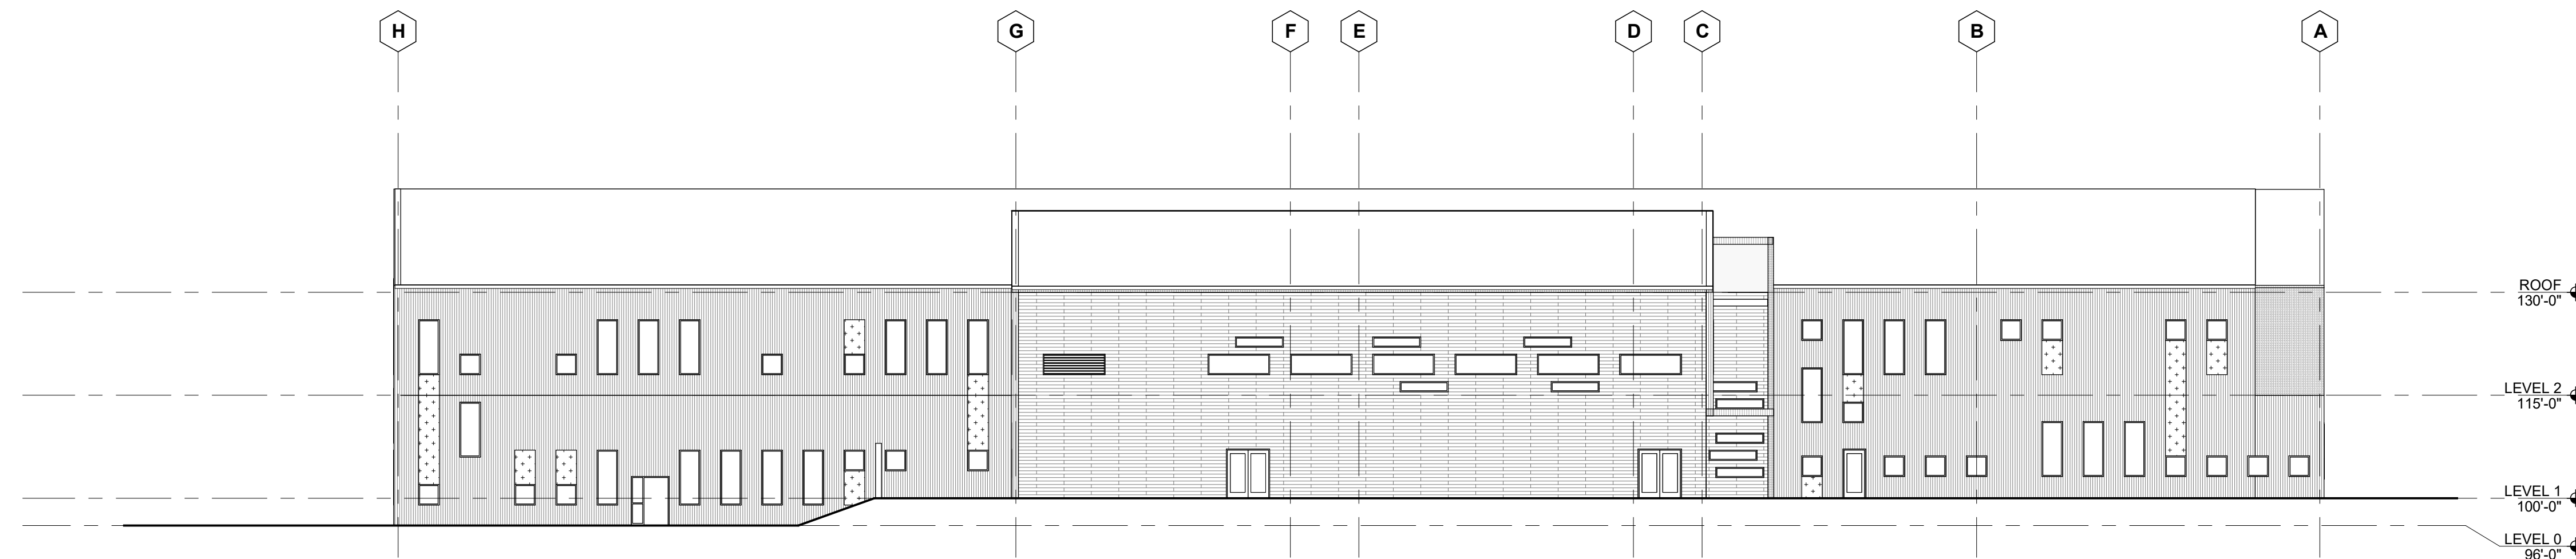 H
G
F
E
D
C
B
A
ROOF
130'-0"
LEVEL 2
115'-0"
LEVEL 1
100'-0"
LEVEL 0
96'-0"